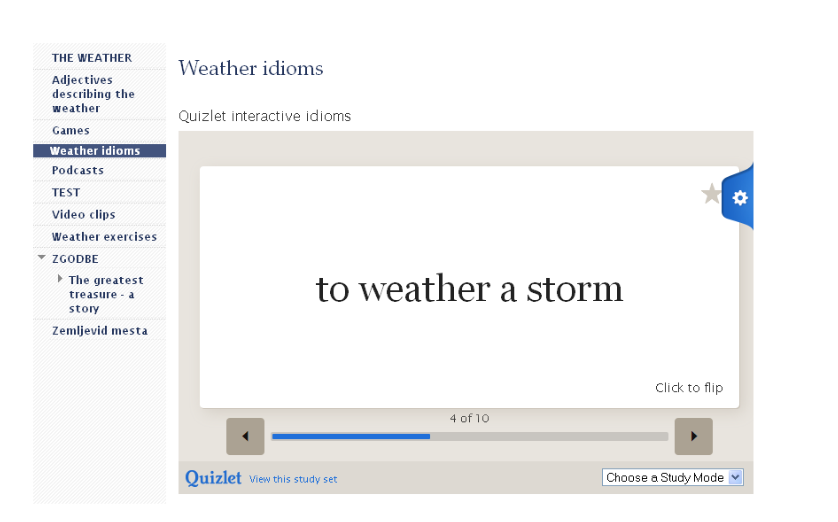 THE WEATHER
Adjectives
describing the
weather
Games
Weather idioms
Podcasts
TEST
Video clips
Weather exercises
ZGODBE
The greatest
treasure - a
story
Zemljevid mesta
Weather idioms
Quizlet interactive idioms
to weather a storm
Click to flip
4 of 10
Quizlet View this study set
Choose a Study Mode